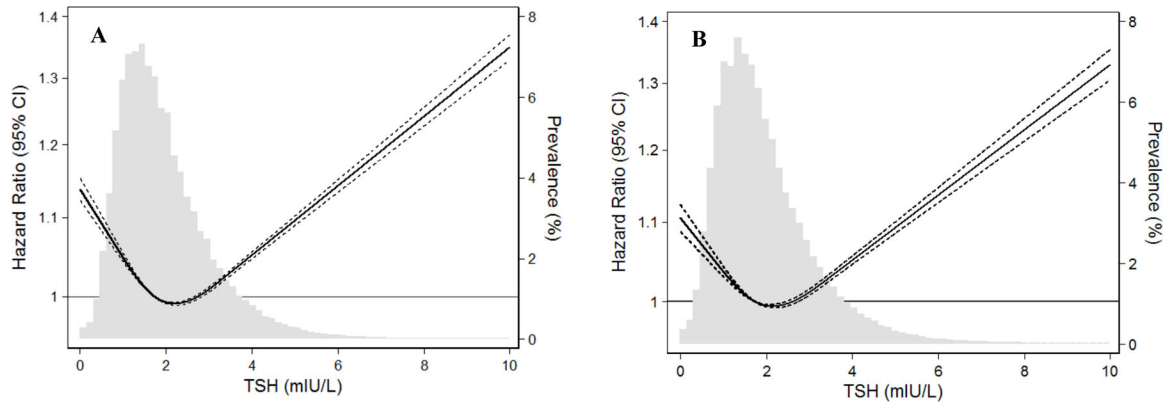 A
Hazard Ratio (95% CI)
1.4
1.3
1.2
1.1
1
8
6
4
2
0
Prevalence (%)
0 2 4 6 8 10
TSH (mIU/L)
B
Hazard Ratio (95% CI)
1.4
1.3
1.2
1.1
1
8
6
4
2
0
Prevalence (%)
0 2 4 6 8 10
TSH (mIU/L)